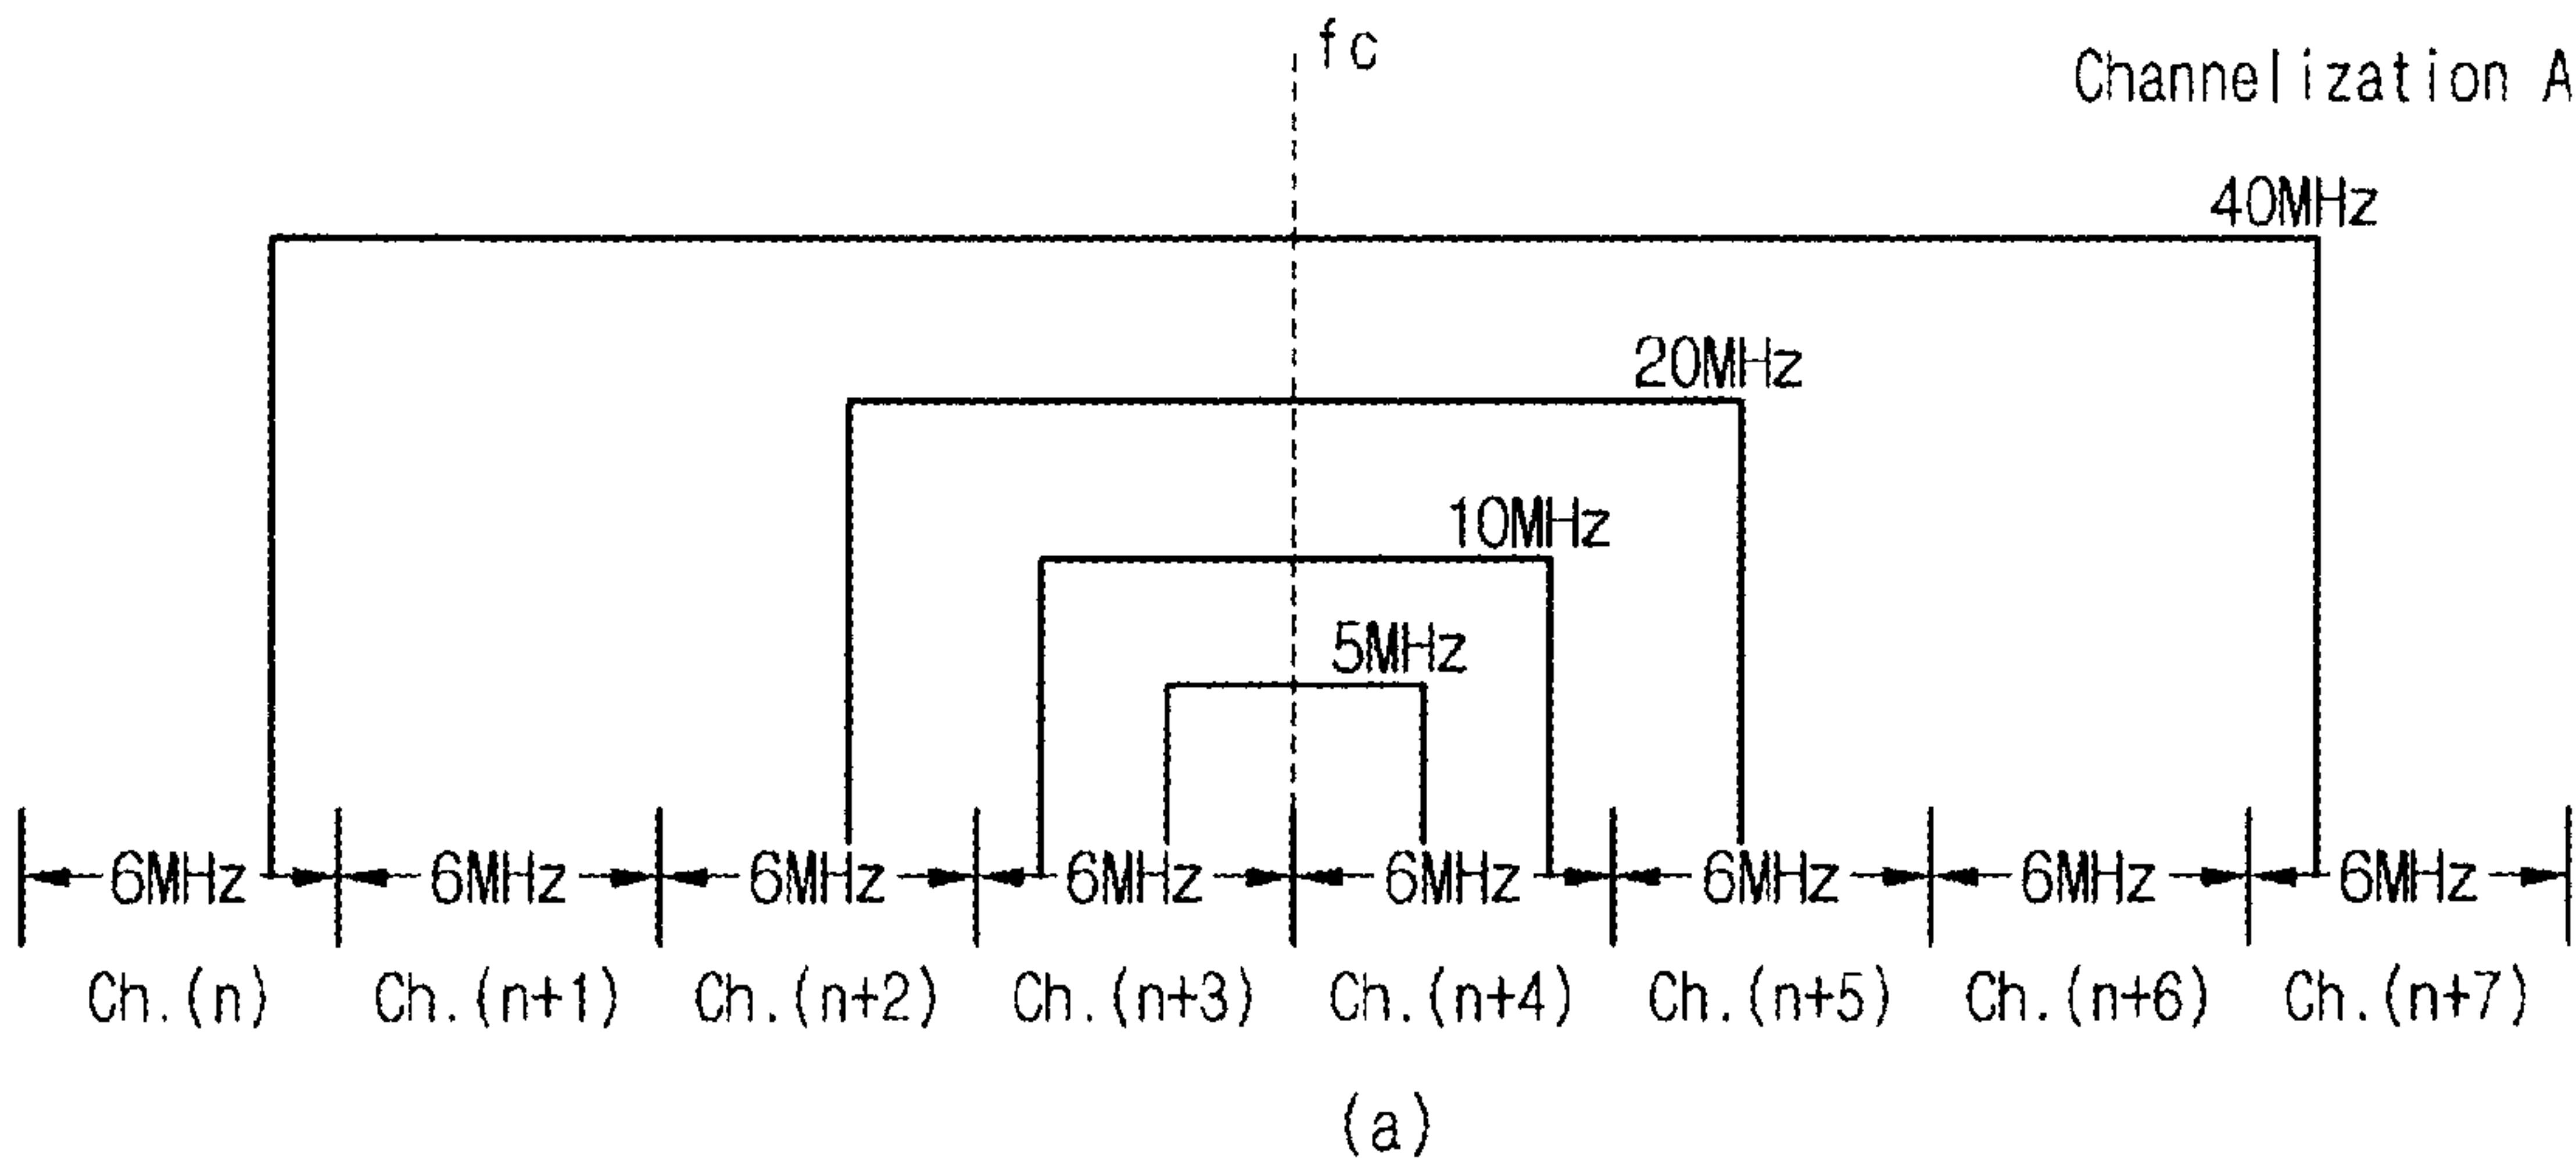 fc
Channelization A
40MHz
20MHz
10MHz
5MHz
6MHz 6MHz 6MHz 6MHz 6MHz 6MHz 6MHz 6MHz
Ch.(n) Ch.(n+1) Ch.(n+2) Ch.(n+3) Ch.(n+4) Ch.(n+5) Ch.(n+6) Ch.(n+7)
(a)